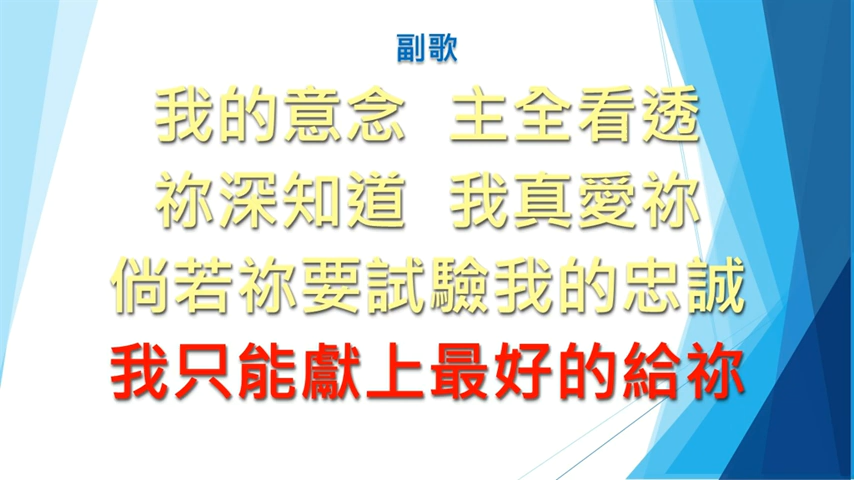 副歌
我的意念 主全看透
祢深知道 我真愛祢
倘若祢要試驗我的忠誠
我只能獻上最好的給祢